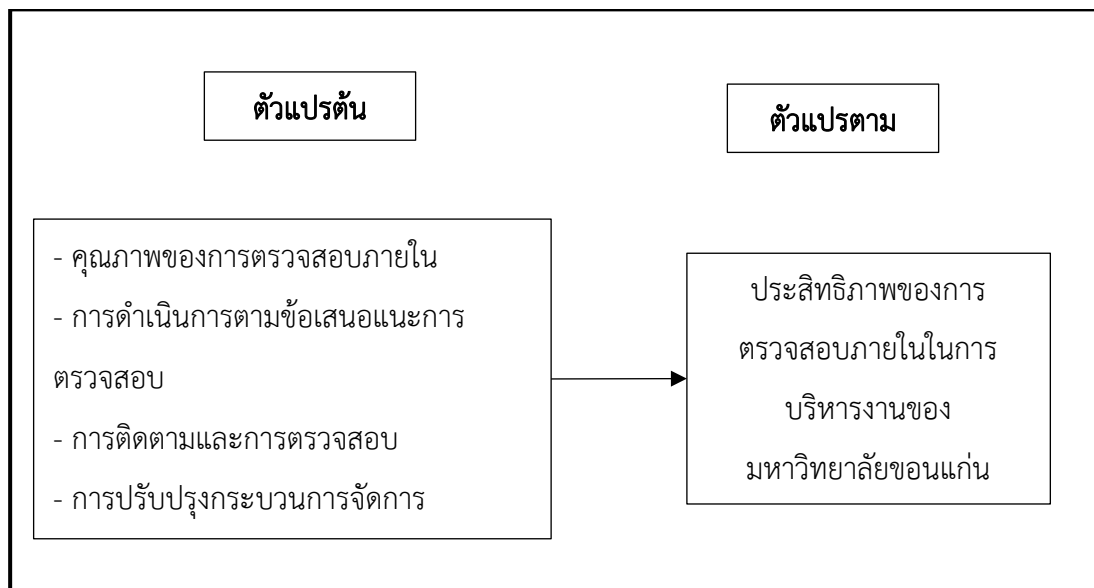 ตัวแปรต้น
ตัวแปรตาม
- คุณภาพของการตรวจสอบภายใน
- การดำเนินการตามข้อเสนอแนะการ
ตรวจสอบ
- การติดตามและการตรวจสอบ
- การปรับปรุงกระบวนการจัดการ
ประสิทธิภาพของการ
ตรวจสอบภายในในการ
บริหารงานของ
มหาวิทยาลัยขอนแก่น